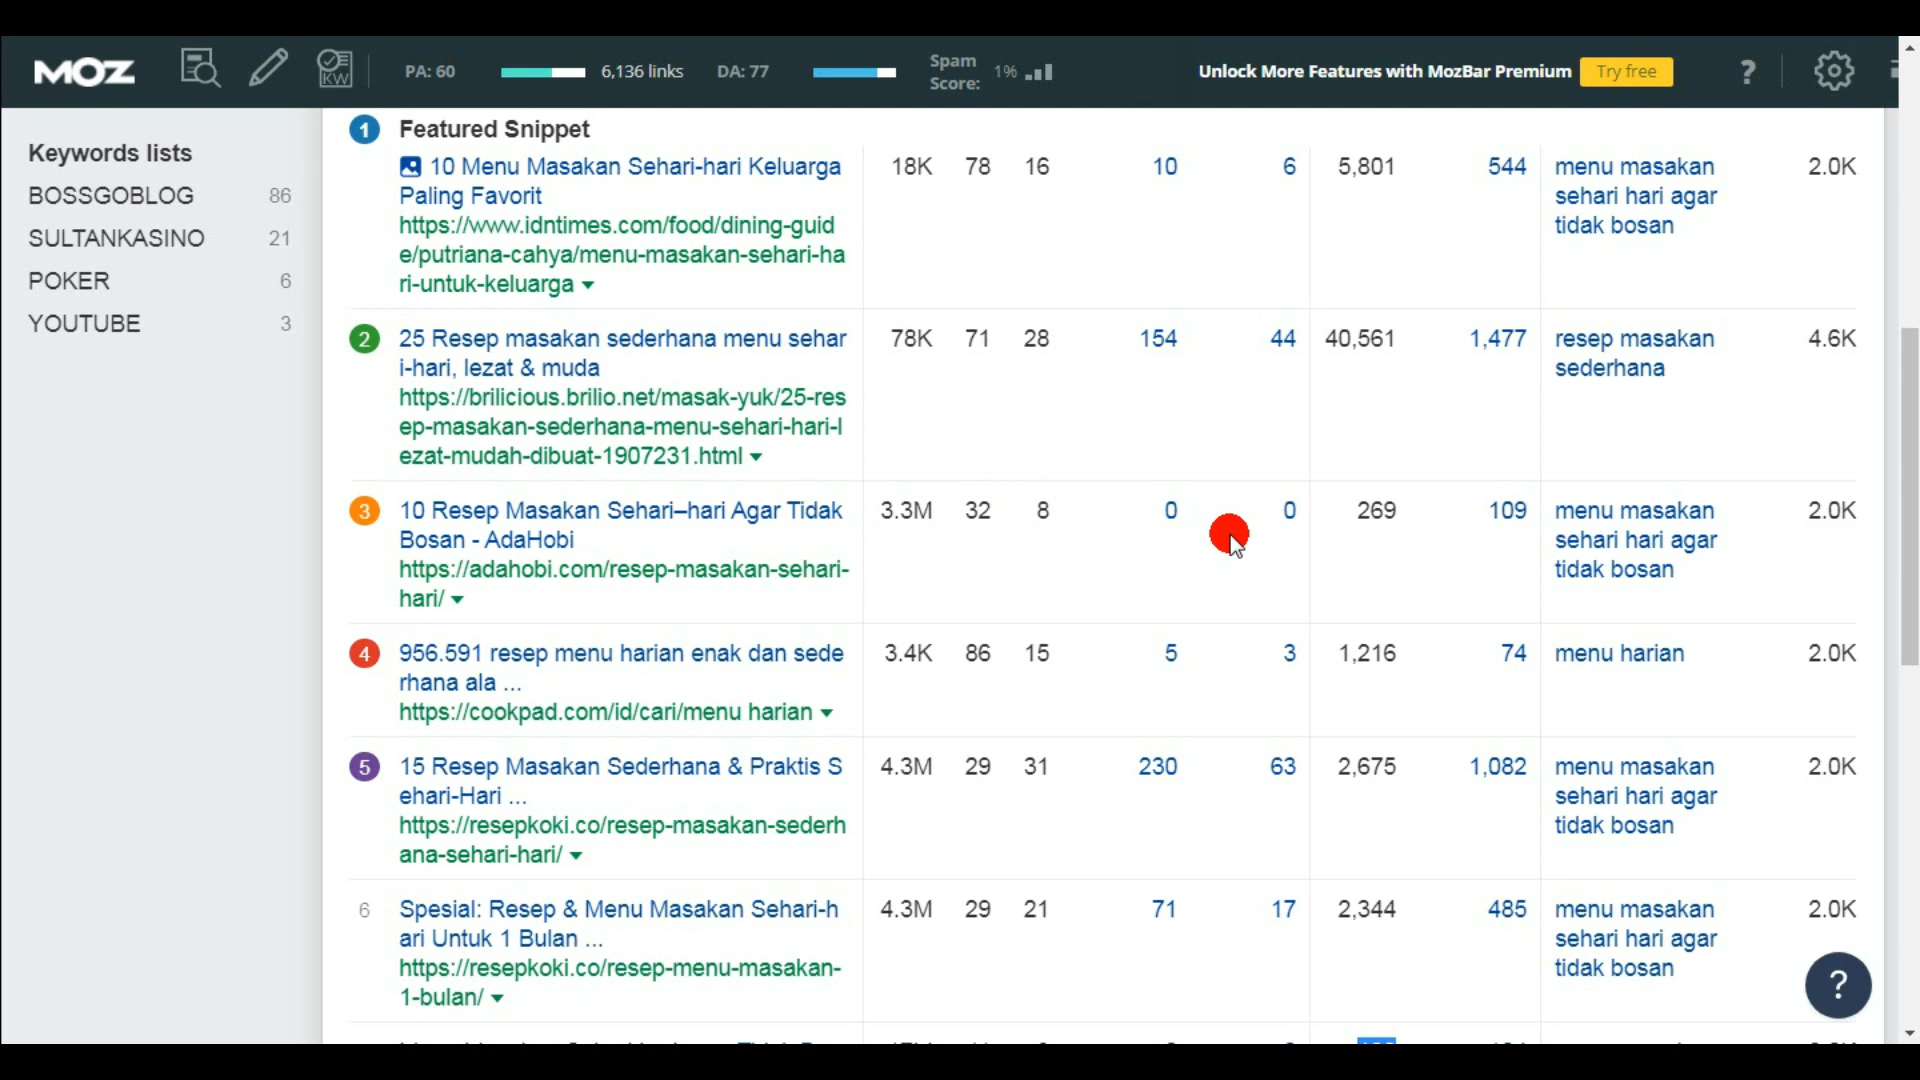 MOZ
KW
PA: 60
6,136 links
DA: 77
Spam
Score:
1%
Unlock More Features with MozBar Premium
Try free
?
Keywords lists
BOSSGOBLOG 86
SULTANKASINO 21
POKER 6
YOUTUBE 3
1 Featured Snippet
10 Menu Masakan Sehari-hari Keluarga 18K 78 16 10 6 5,801 544 menu masakan 2.0K
Paling Favorit sehari hari agar
https://www.idntimes.com/food/dining-guid tidak bosan
e/putriana-cahya/menu-masakan-sehari-ha
ri-untuk-keluarga
2 25 Resep masakan sederhana menu sehar 78K 71 28 154 44 40,561 1,477 resep masakan 4.6K
i-hari, lezat & muda sederhana
https://brilicious.brilio.net/masak-yuk/25-res
ep-masakan-sederhana-menu-sehari-hari-l
ezat-mudah-dibuat-1907231.html
3 10 Resep Masakan Sehari–hari Agar Tidak 3.3M 32 8 0 0 269 109 menu masakan 2.0K
Bosan - AdaHobi sehari hari agar
https://adahobi.com/resep-masakan-sehari- tidak bosan
hari/
4 956.591 resep menu harian enak dan sede 3.4K 86 15 5 3 1,216 74 menu harian 2.0K
rhana ala ...
https://cookpad.com/id/cari/menu harian
5 15 Resep Masakan Sederhana & Praktis S 4.3M 29 31 230 63 2,675 1,082 menu masakan 2.0K
ehari-Hari ... sehari hari agar
https://resepkoki.co/resep-masakan-sederh tidak bosan
ana-sehari-hari/
6 Spesial: Resep & Menu Masakan Sehari-h 4.3M 29 21 71 17 2,344 485 menu masakan 2.0K
ari Untuk 1 Bulan ... sehari hari agar
https://resepkoki.co/resep-menu-masakan- tidak bosan
1-bulan/
?